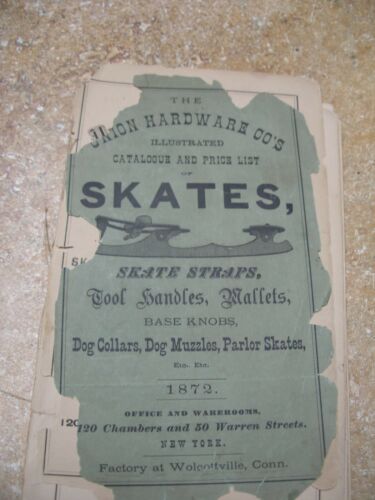 THE
UNION HARDWARE CO'S
ILLUSTRATED
CATALOGUE AND PRICE LIST
OF
SKATES,
SK
SKATE STRAPS,
Tool Handles, Mallets,
BASE KNOBS,
Dog Collars, Dog Muzzles, Parlor Skates,
Etc. Etc.
1872.
OFFICE AND WAREROOMS,
120
120 Chambers and 50 Warren Streets.
NEW YORK.
Factory at Wolcottville, Conn.